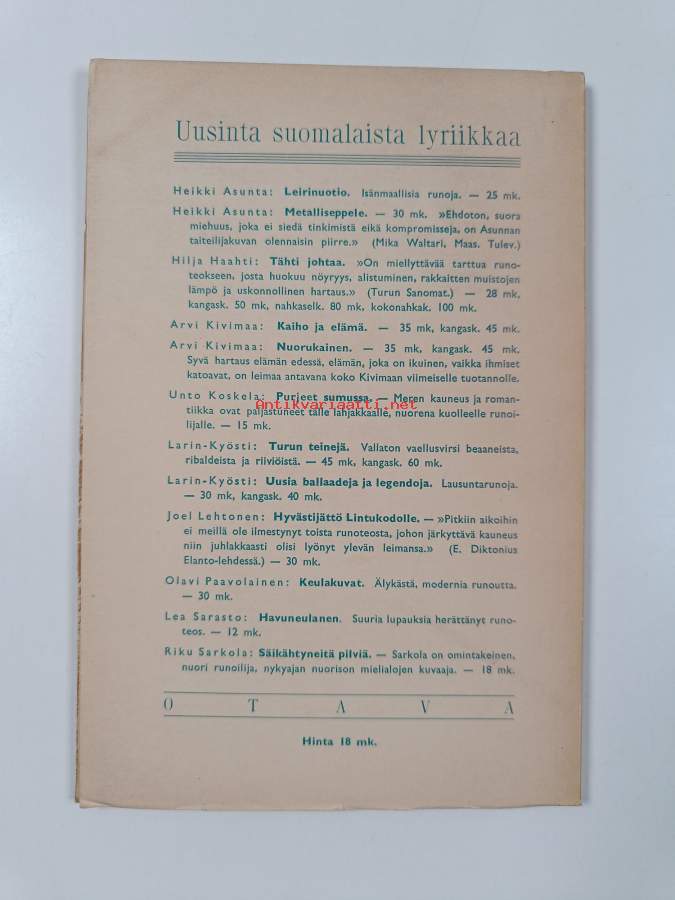 Uusinta suomalaista lyriikkaa
Heikki Asunta: Leirinuotio. Isänmaallisia runoja. — 25 mk.
Heikki Asunta: Metalliseppele. — 30 mk. »Ehdoton, suora
miehuus, joka ei siedä tinkimistä eikä kompromisseja, on Asunnan
taiteilijakuvan olennaisin piirre.» (Mika Waltari, Maas. Tulev.)
Hilja Haahti: Tähti johtaa. »On miellyttävää tarttua runo-
teokseen, josta huokuu nöyryys, alistuminen, rakkaitten muistojen
lämpö ja uskonnollinen hartaus.» (Turun Sanomat.) — 28 mk,
kangask. 50 mk, nahkaselk. 80 mk, kokonahkak. 100 mk.
Arvi Kivimaa: Kaiho ja elämä. — 35 mk, kangask. 45 mk.
Arvi Kivimaa: Nuorukainen. — 35 mk, kangask. 45 mk.
Syvä hartaus elämän edessä, elämän, joka on ikuinen, vaikka ihmiset
katoavat, on leimaa antavana koko Kivimaan viimeiselle tuotannolle.
Unto Koskela: Purjeet sumussa. — Meren kauneus ja roman-
Antikvariaatti.net
tiikka ovat paljastuneet tälle lahjakkaalle, nuorena kuolleelle runoi-
lijalle. — 15 mk.
Larin-Kyösti: Turun teinejä. Vallaton vaellusvirsi beaaneista,
ribaldeista ja riiviöistä. — 45 mk, kangask. 60 mk.
Larin-Kyösti: Uusia ballaadeja ja legendoja. Lausuntarunoja.
— 30 mk, kangask. 40 mk.
Joel Lehtonen: Hyvästijättö Lintukodolle. — »Pitkiin aikoihin
ei meillä ole ilmestynyt toista runoteosta, johon järkyttävä kauneus
niin juhlakkaasti olisi lyönyt ylevän leimansa.» (E. Diktonius
Elanto-lehdessä.) — 30 mk.
Olavi Paavolainen: Keulakuvat. Älykästä, modernia runoutta.
— 30 mk.
Lea Sarasto: Havuneulanen. Suuria lupauksia herättänyt runo-
teos. — 12 mk.
Riku Sarkola: Säikähtyneitä pilviä. — Sarkola on omintakeinen,
nuori runoilija, nykyajan nuorison mielialojen kuvaaja. — 18 mk.
OTAVA
Hinta 18 mk.